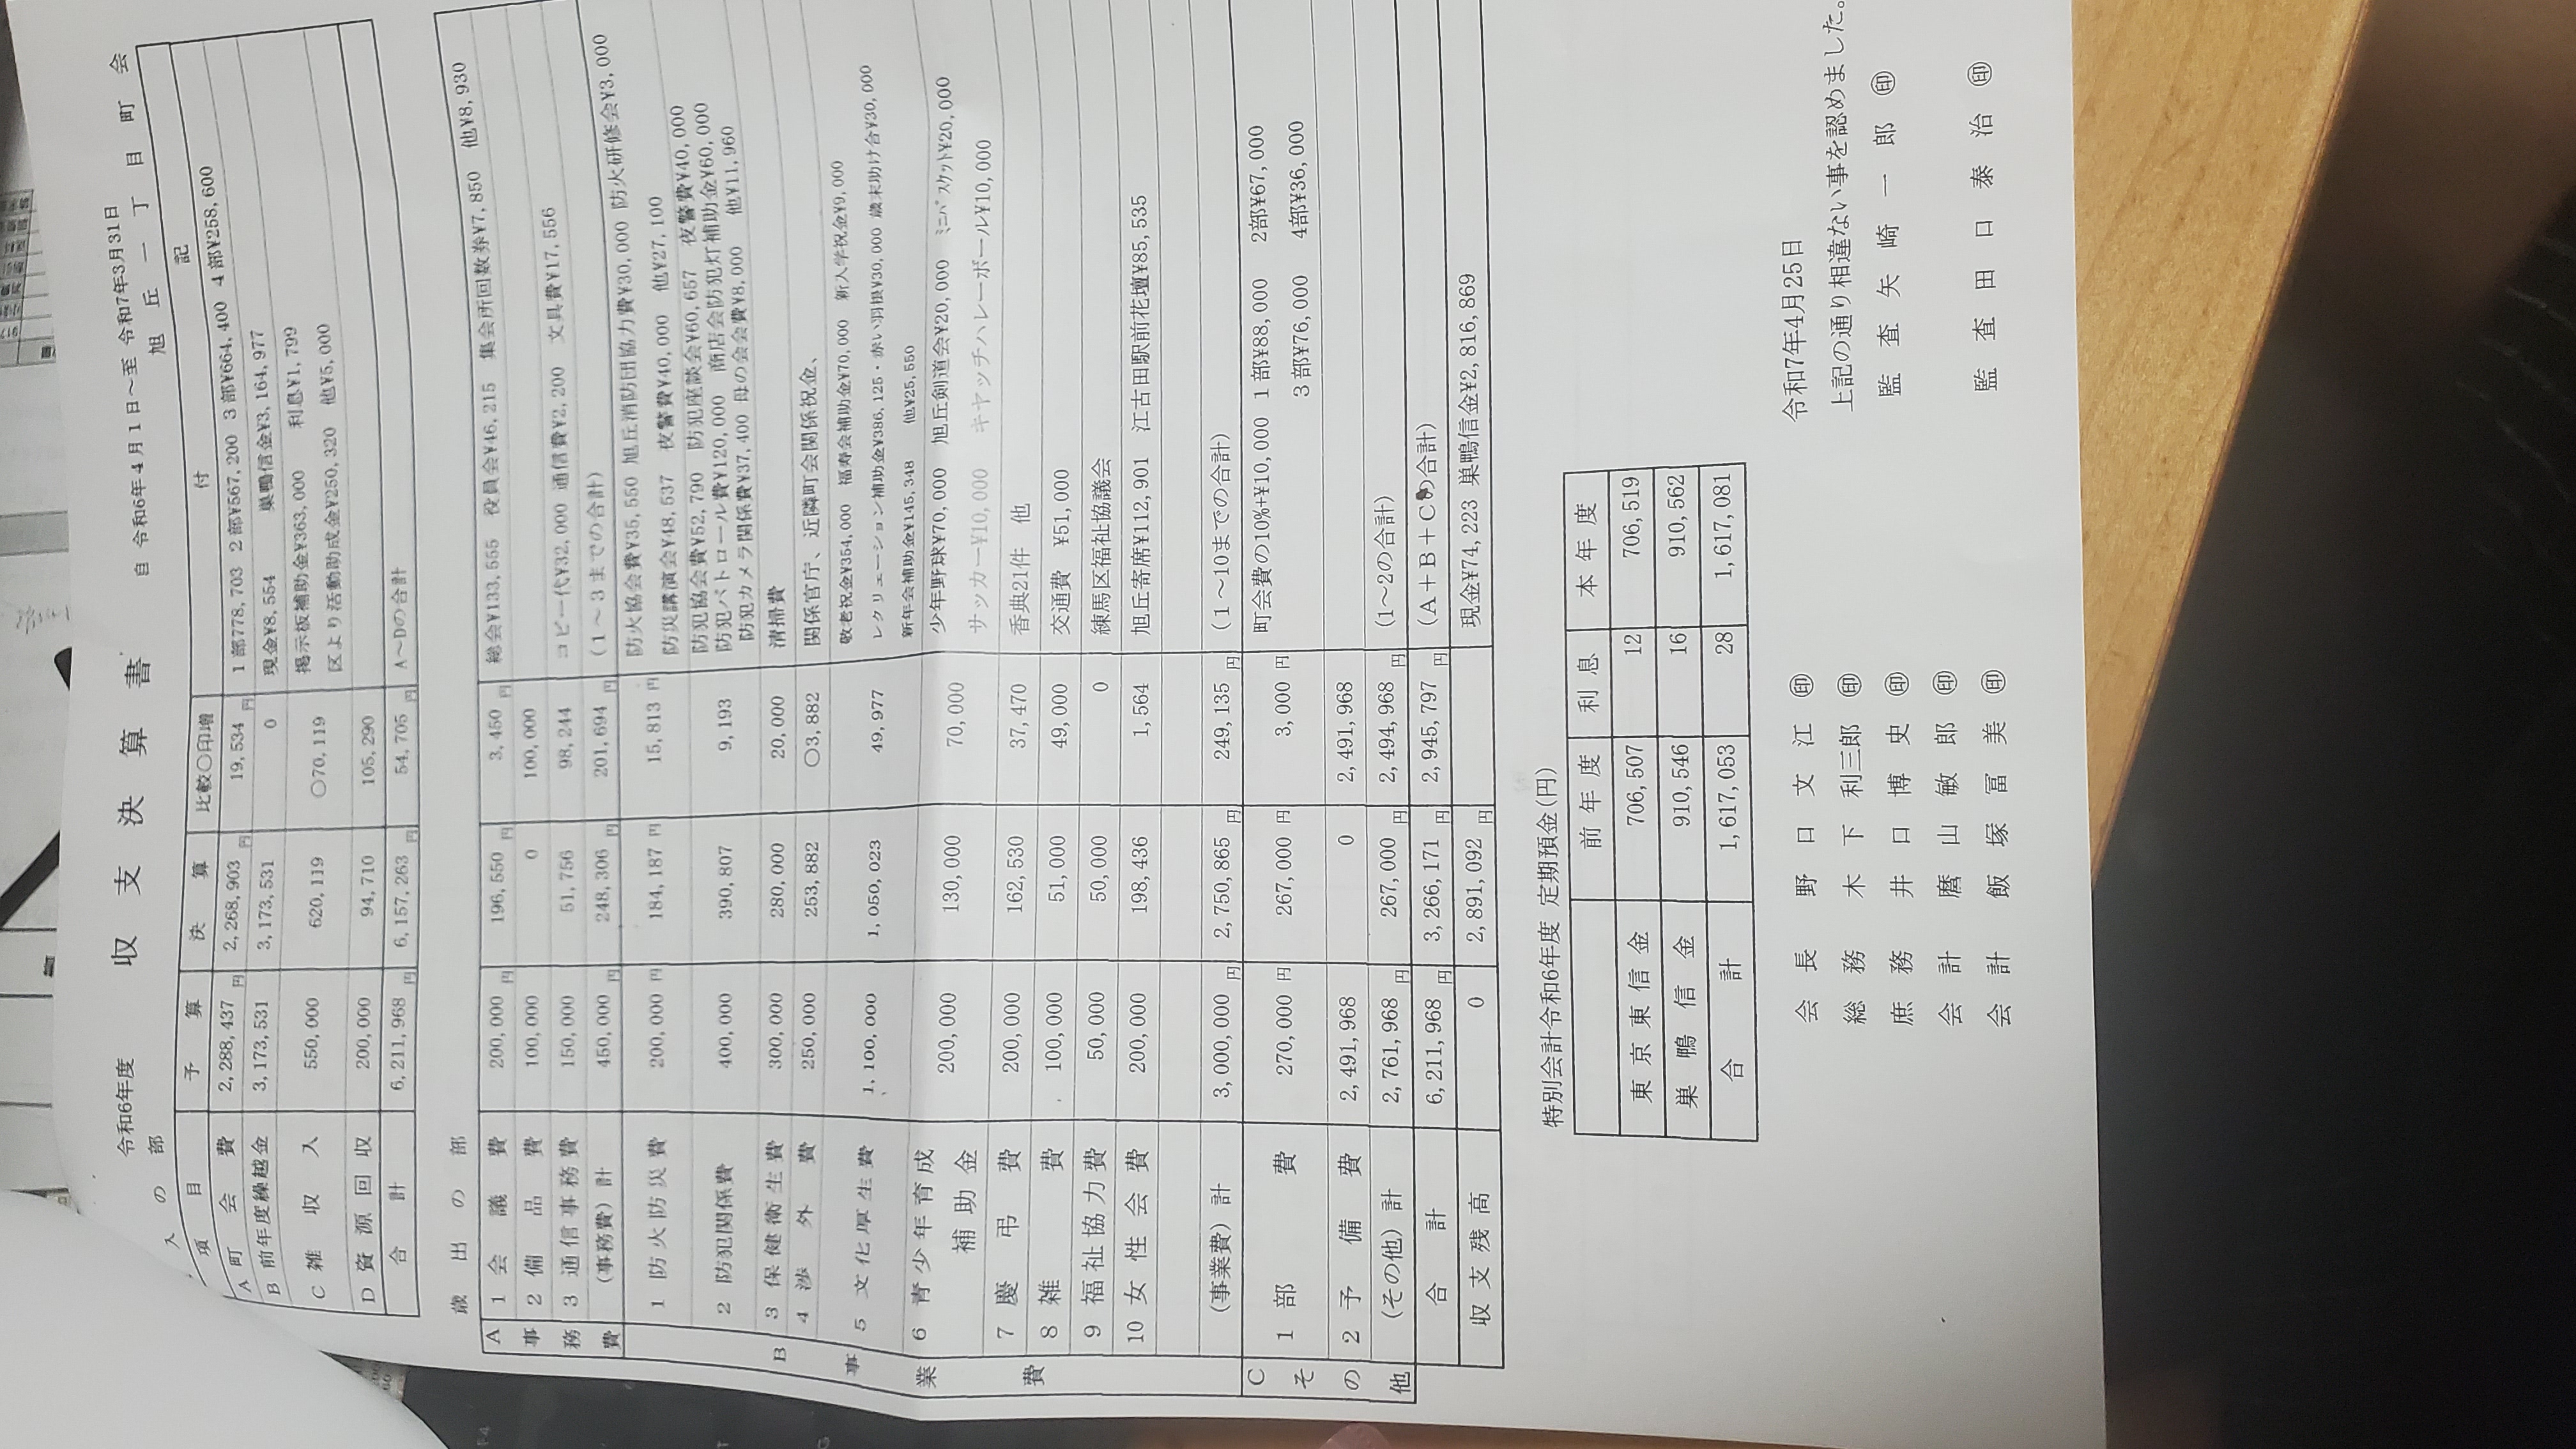 令和6年度 収支決算書 自 令和6年4月1日～至 令和7年3月31日
入の部 旭丘一丁目町会
項目 予算 決算 比較○印増 付記
A 町会費 2,288,437円 2,268,903円 19,534円 1部778,703 2部¥567,200 3部¥664,400 4部¥258,600
B 前年度繰越金 3,173,531 3,173,531 0 現金¥8,554 巣鴨信金¥3,164,977
C 雑収入 550,000 620,119 ○70,119 掲示板補助金¥363,000 利息¥1,799
区より活動助成金¥250,320 他¥5,000
D 資源回収 200,000 94,710 105,290
合計 6,211,968円 6,157,263円 54,705円 A～Dの合計
歳出の部
A事務費
1 会議費 200,000円 196,550円 3,450円 総会¥133,555 役員会¥46,215 集会所回数券¥7,850 他¥8,930
2 備品費 100,000 0 100,000
3 通信事務費 150,000 51,756 98,244 コピー代¥32,000 通信費¥2,200 文具費¥17,556
(事務費)計 450,000円 248,306円 201,694円 (1～3までの合計)
B事業費
1 防火防災費 200,000円 184,187円 15,813円 防火協会費¥35,550 旭丘消防団協力費¥30,000 防火研修会¥3,000
防災講演会¥48,537 夜警費¥40,000 他¥27,100
2 防犯関係費 400,000 390,807 9,193 防犯協会費¥52,790 防犯座談会¥60,657 夜警費¥40,000
防犯パトロール費¥120,000 商店会防犯灯補助金¥60,000
防犯カメラ関係費¥37,400 母の会会費¥8,000 他¥11,960
3 保健衛生費 300,000 280,000 20,000 清掃費
4 渉外費 250,000 253,882 ○3,882 関係官庁、近隣町会関係祝金、
5 文化厚生費 1,100,000 1,050,023 49,977 敬老祝金¥354,000 福寿会補助金¥70,000 新入学祝金¥9,000
レクリェーション補助金¥386,125・赤い羽根¥30,000 歳末助け合¥30,000
新年会補助金¥145,348 他¥25,550
6 青少年育成補助金 200,000 130,000 70,000 少年野球¥70,000 旭丘剣道会¥20,000 ﾐﾆﾊﾞｽケット¥20,000
サッカー¥10,000 キヤッチハレーボール¥10,000
7 慶弔費 200,000 162,530 37,470 香典21件 他
8 雑費 100,000 51,000 49,000 交通費 ¥51,000
9 福祉協力費 50,000 50,000 0 練馬区福祉協議会
10 女性会費 200,000 198,436 1,564 旭丘寄席¥112,901 江古田駅前花壇¥85,535
(事業費)計 3,000,000円 2,750,865円 249,135円 (1～10までの合計)
Cその他
1 部費 270,000円 267,000円 3,000円 町会費の10%+¥10,000 1部¥88,000 2部¥67,000
3部¥76,000 4部¥36,000
2 予備費 2,491,968 0 2,491,968
(その他)計 2,761,968円 267,000円 2,494,968円 (1～2の合計)
合計 6,211,968円 3,266,171円 2,945,797円 (A＋B＋Cの合計)
収支残高 0 2,891,092円 現金¥74,223 巣鴨信金¥2,816,869
特別会計令和6年度 定期預金(円)
前年度 利息 本年度
東京東信金 706,507 12 706,519
巣鴨信金 910,546 16 910,562
合計 1,617,053 28 1,617,081
会長 野口文江 ㊞
総務 木下利三郎 ㊞
庶務 井口博史 ㊞
会計 麿山敏郎 ㊞
会計 飯塚冨美 ㊞
令和7年4月25日
上記の通り相違ない事を認めました。
監査 矢崎一郎 ㊞
監査 田口泰治 ㊞